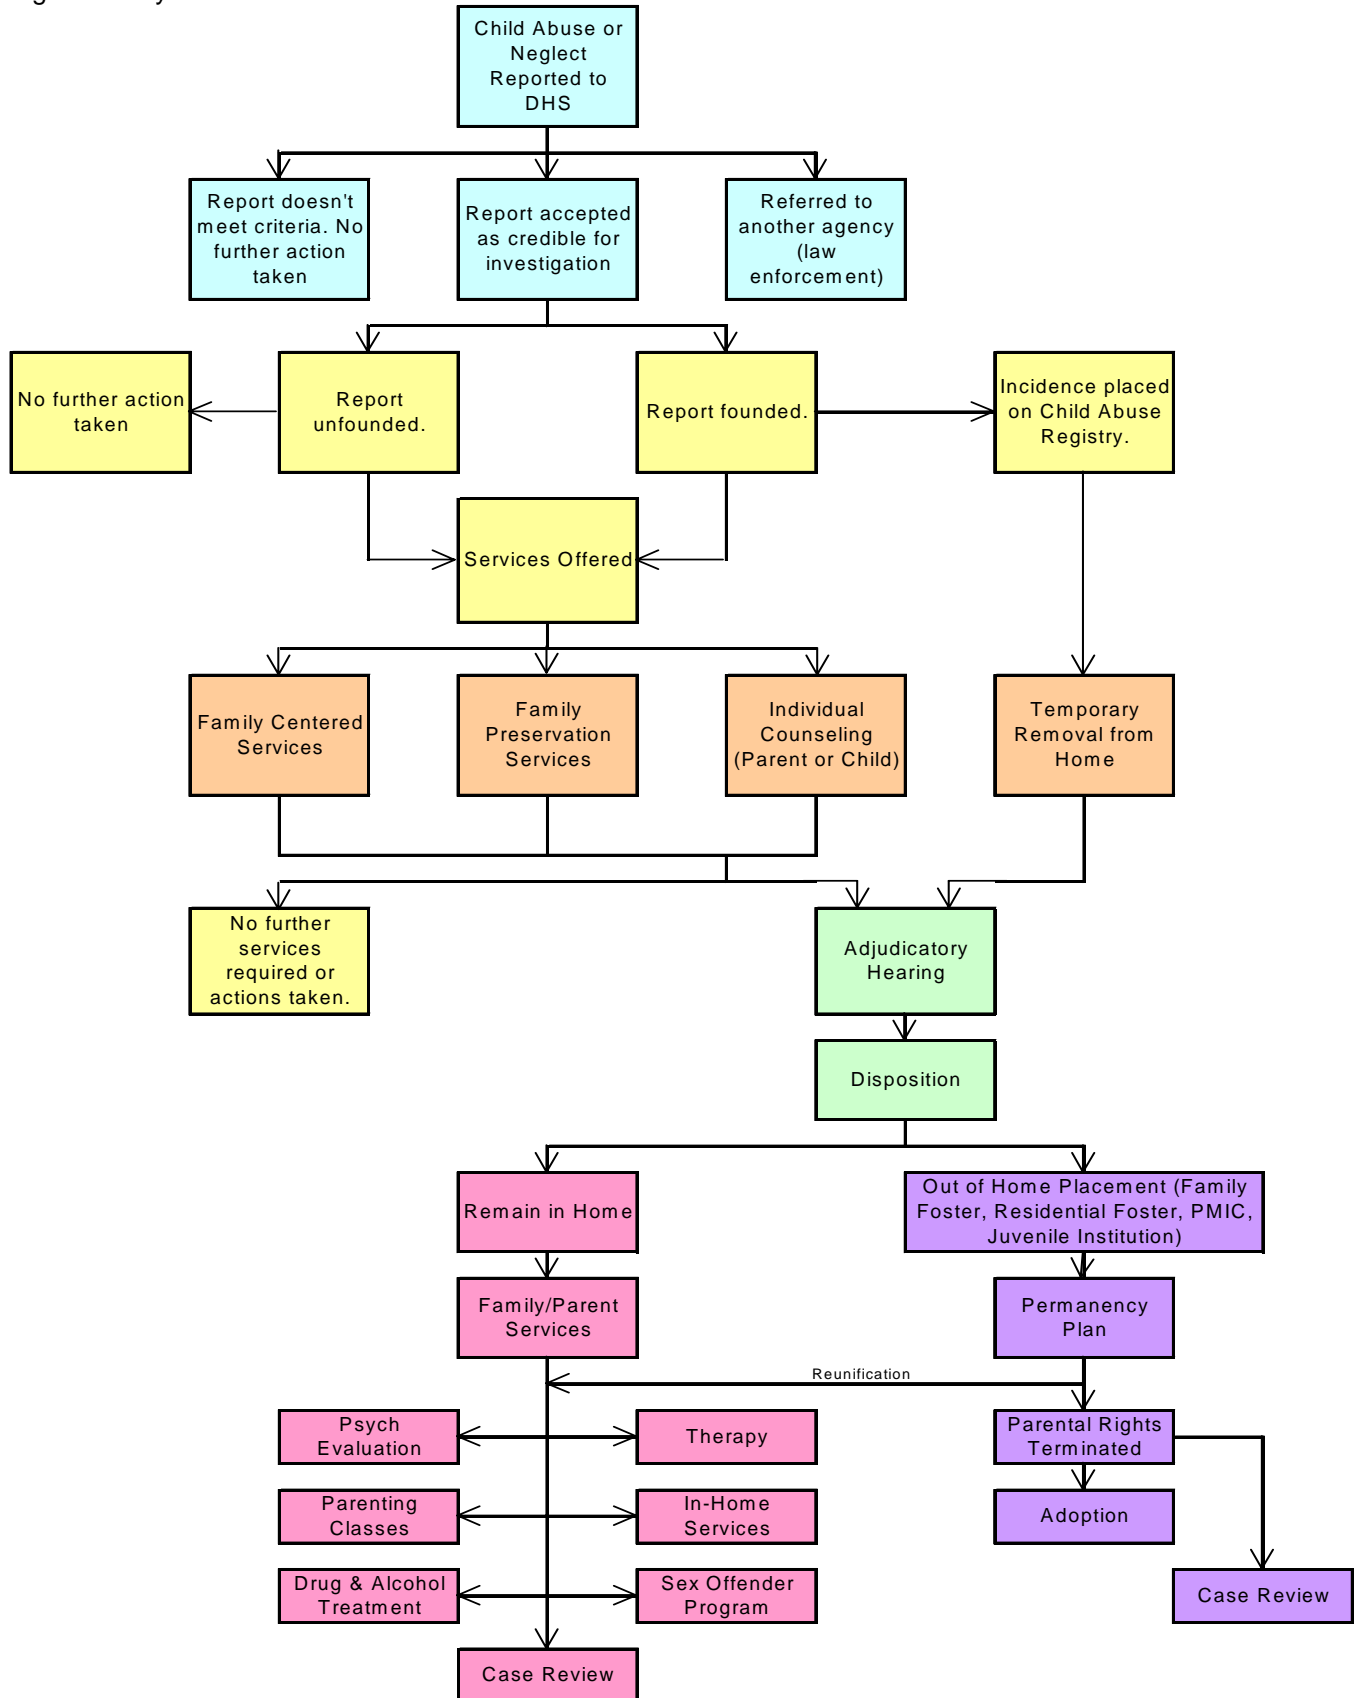 Child Abuse or
Neglect
Reported to
DHS
Report doesn't
meet criteria. No
further action
taken
Report accepted
as credible for
investigation
Referred to
another agency
(law
enforcement)
No further action
taken
Report
unfounded.
Report founded.
Incidence placed
on Child Abuse
Registry.
Services Offered
Family Centered
Services
Family
Preservation
Services
Individual
Counseling
(Parent or Child)
Temporary
Removal from
Home
No further
services
required or
actions taken.
Adjudicatory
Hearing
Disposition
Remain in Home
Out of Home Placement (Family
Foster, Residential Foster, PMIC,
Juvenile Institution)
Family/Parent
Services
Permanency
Plan
Reunification
Psych
Evaluation
Therapy
Parental Rights
Terminated
Parenting
Classes
In-Home
Services
Adoption
Drug & Alcohol
Treatment
Sex Offender
Program
Case Review
Case Review